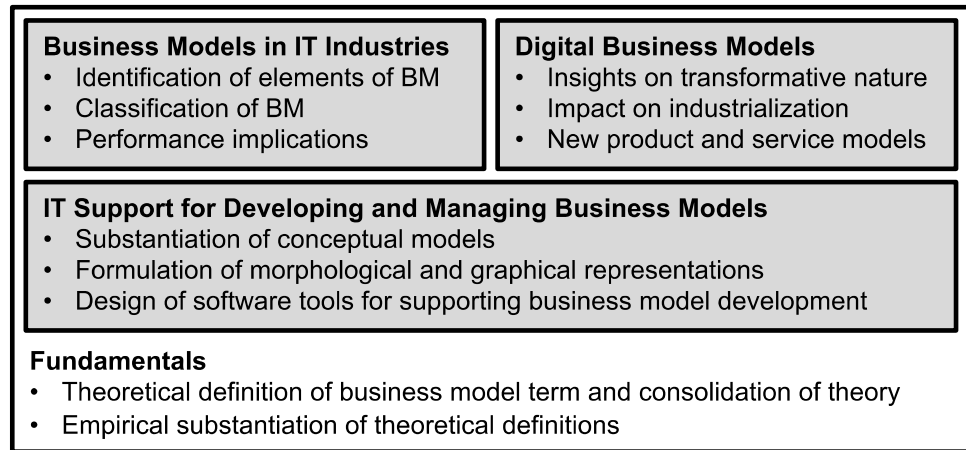 Business Models in IT Industries
• Identification of elements of BM
• Classification of BM
• Performance implications
Digital Business Models
• Insights on transformative nature
• Impact on industrialization
• New product and service models
IT Support for Developing and Managing Business Models
• Substantiation of conceptual models
• Formulation of morphological and graphical representations
• Design of software tools for supporting business model development
Fundamentals
• Theoretical definition of business model term and consolidation of theory
• Empirical substantiation of theoretical definitions